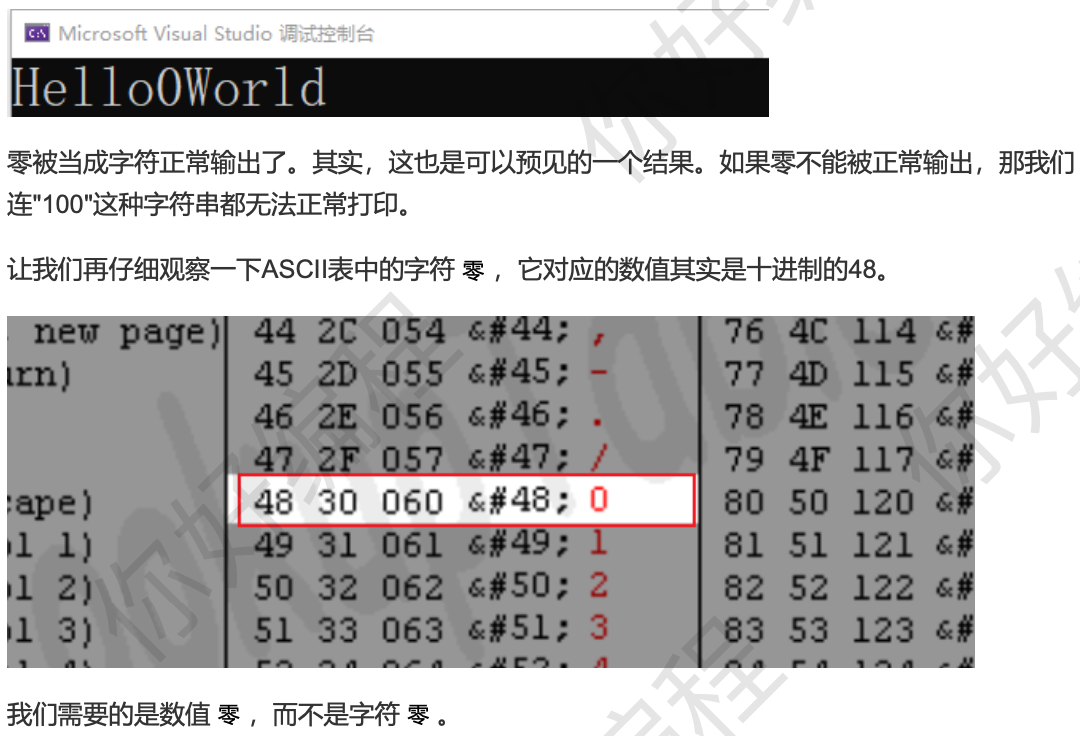 Microsoft Visual Studio 调试控制台
Hello0World
零被当成字符正常输出了。其实，这也是可以预见的一个结果。如果零不能被正常输出，那我们
连"100"这种字符串都无法正常打印。
让我们再仔细观察一下ASCII表中的字符 零 ，它对应的数值其实是十进制的48。
new page) 44 2C 054 &#44; , 76 4C 114 &#
irn) 45 2D 055 &#45; - 77 4D 115 &#
46 2E 056 &#46; . 78 4E 116 &#
47 2F 057 &#47; / 79 4F 117 &#
ape) 48 30 060 &#48; 0 80 50 120 &#
l 1) 49 31 061 &#49; 1 81 51 121 &#
l 2) 50 32 062 &#50; 2 82 52 122 &#
l 3) 51 33 063 &#51; 3 83 53 123 &#
我们需要的是数值 零 ，而不是字符 零 。